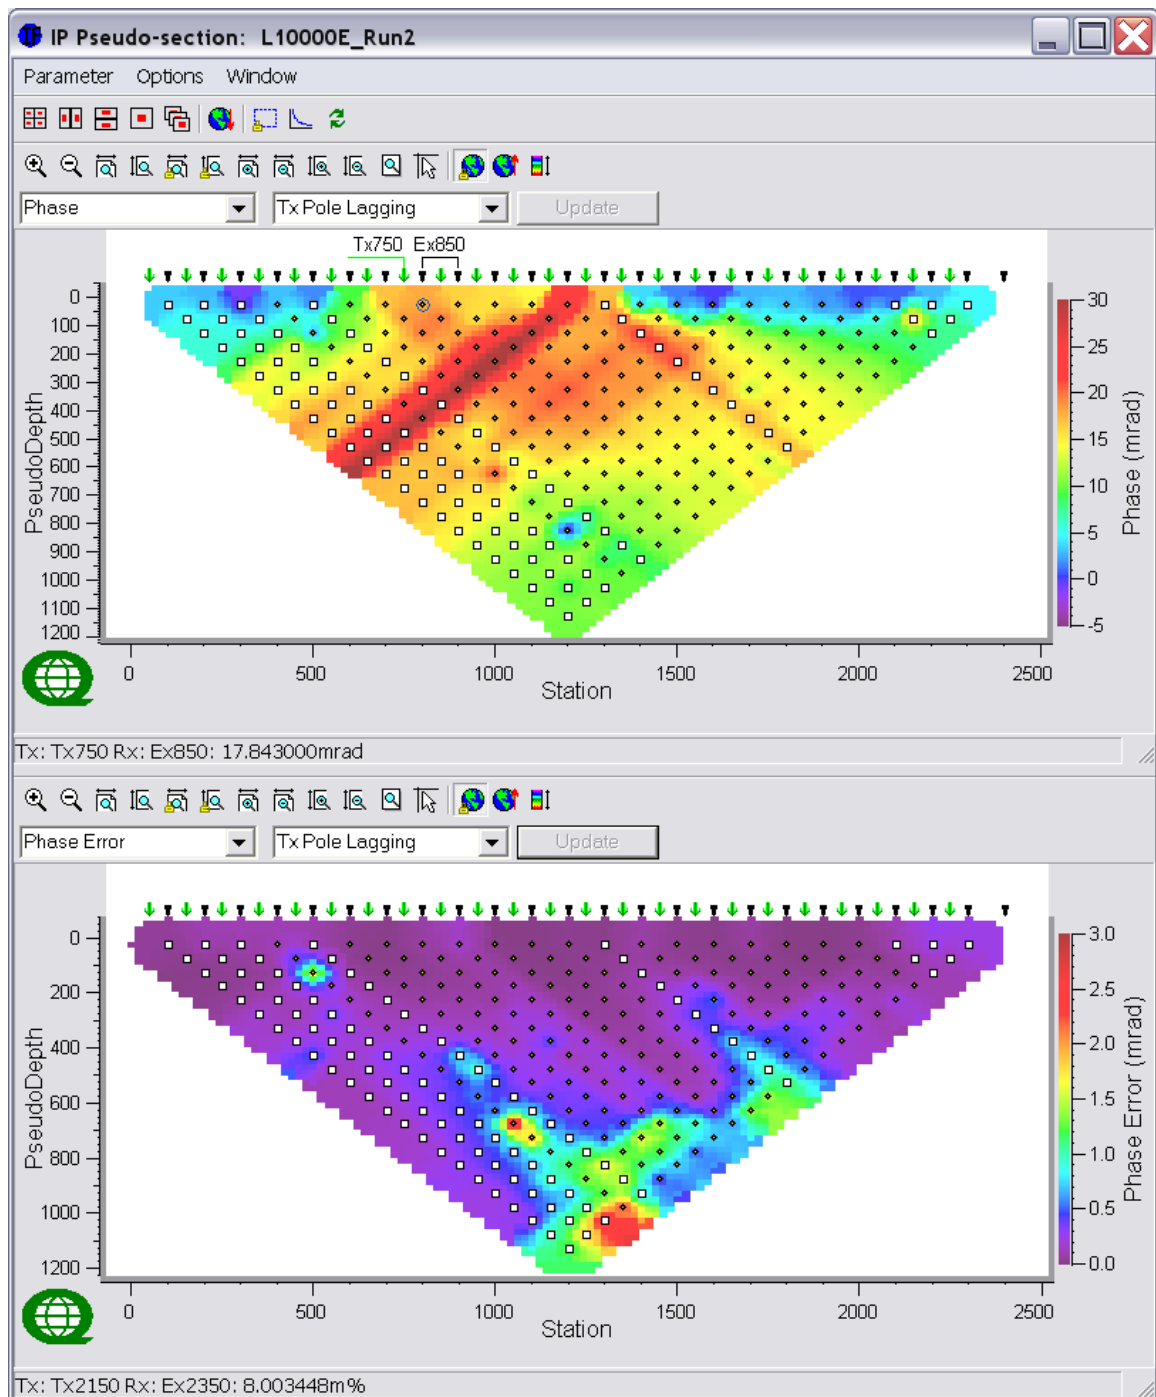 IP Pseudo-section: L10000E_Run2
Parameter Options Window
Phase Tx Pole Lagging Update
Tx750 Ex850
0
100
200
300
400
500
600
700
800
900
1000
1100
1200
PseudoDepth
30
25
20
15
10
5
0
-5
Phase (mrad)
0 500 1000 1500 2000 2500
Station
Tx: Tx750 Rx: Ex850: 17.843000mrad
Phase Error Tx Pole Lagging Update
0
200
400
600
800
1000
1200
PseudoDepth
3.0
2.5
2.0
1.5
1.0
0.5
0.0
Phase Error (mrad)
0 500 1000 1500 2000 2500
Station
Tx: Tx2150 Rx: Ex2350: 8.003448m%